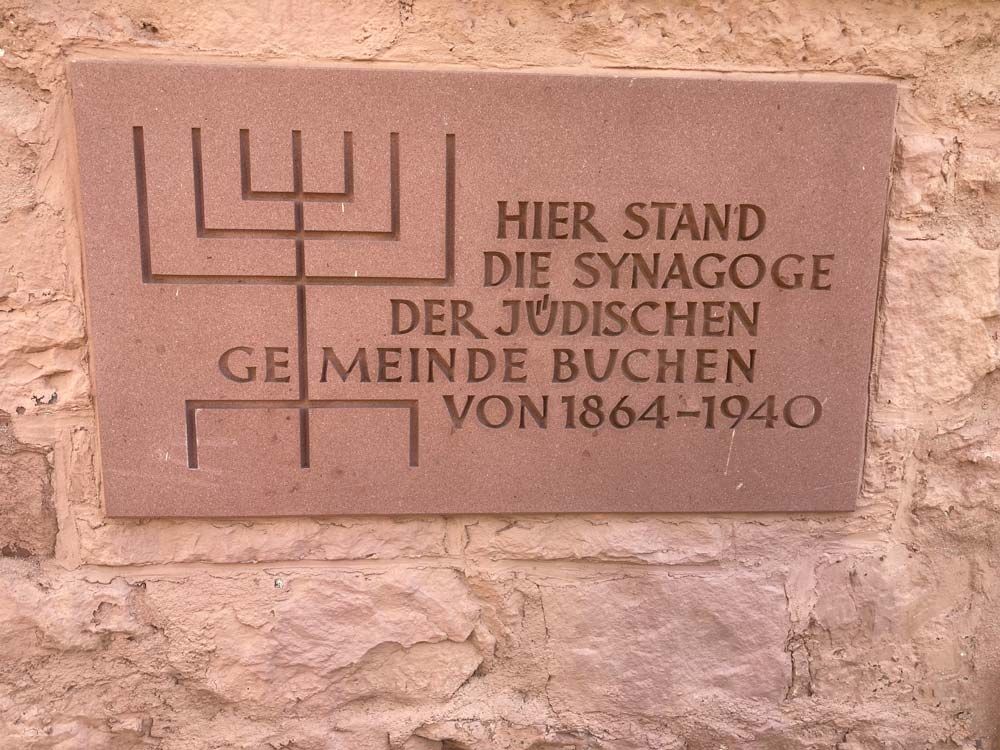 HIER STAND
DIE SYNAGOGE
DER JÜDISCHEN
GEMEINDE BUCHEN
VON 1864–1940